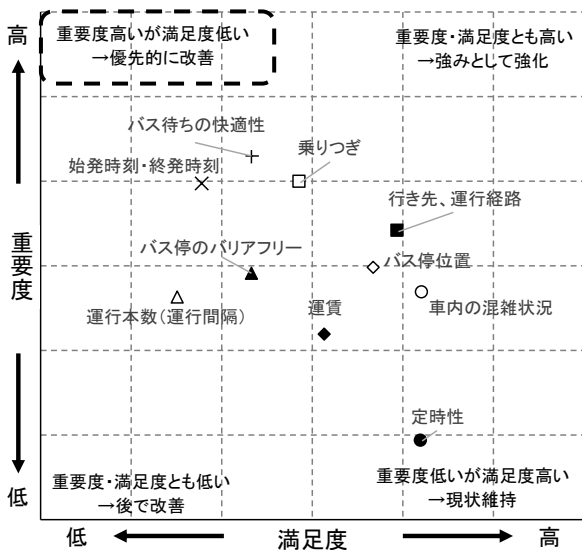 高
重要度高いが満足度低い
→優先的に改善
重要度・満足度とも高い
→強みとして強化
バス待ちの快適性
乗りつぎ
始発時刻・終発時刻
行き先、運行経路
重要度
バス停のバリアフリー
バス停位置
運行本数(運行間隔)
運賃
車内の混雑状況
定時性
重要度・満足度とも低い
→後で改善
重要度低いが満足度高い
→現状維持
低
低
満足度
高